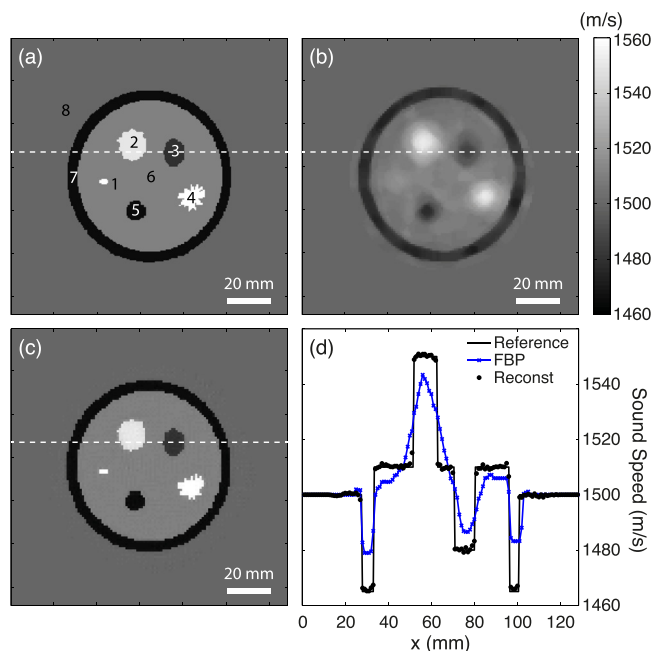 (m/s)
(a)
(b)
1560
8
2
3
1540
7
1
6
1520
4
5
1500
1480
20 mm
20 mm
1460
(c)
(d)
Reference
FBP
Reconst
1540
1520
1500
1480
20 mm
1460
Sound Speed (m/s)
0 20 40 60 80 100 120
x (mm)